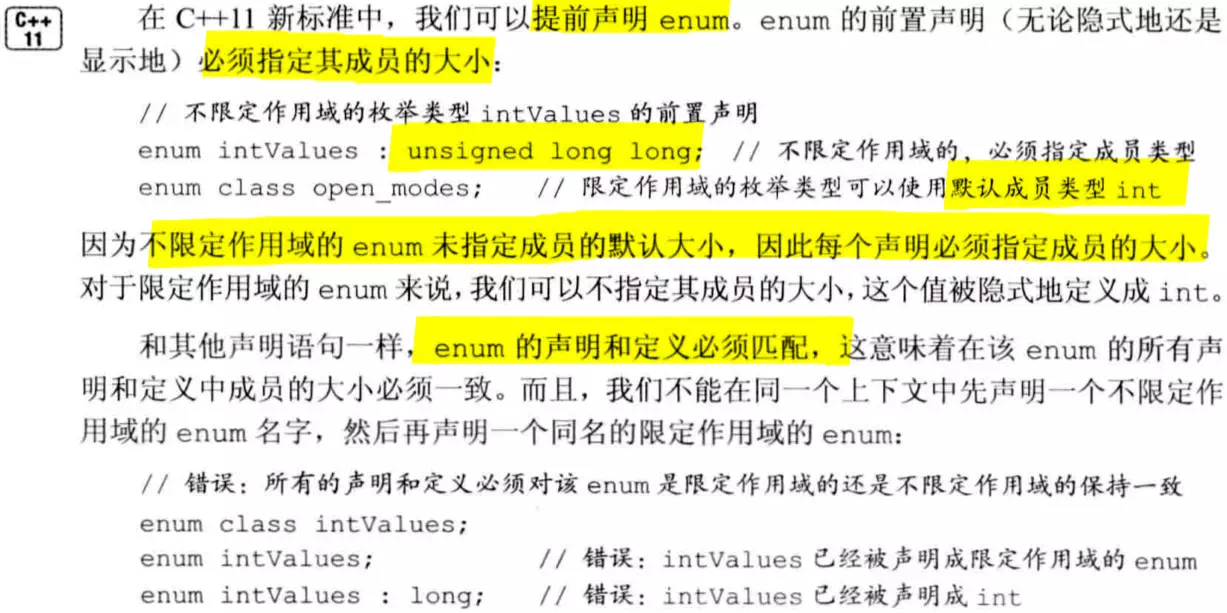 C++
11
在 C++11 新标准中，我们可以提前声明 enum。enum 的前置声明（无论隐式地还是
显示地）必须指定其成员的大小：
// 不限定作用域的枚举类型 intValues 的前置声明
enum intValues : unsigned long long; // 不限定作用域的，必须指定成员类型
enum class open_modes; // 限定作用域的枚举类型可以使用默认成员类型 int
因为不限定作用域的 enum 未指定成员的默认大小，因此每个声明必须指定成员的大小。
对于限定作用域的 enum 来说，我们可以不指定其成员的大小，这个值被隐式地定义成 int。
和其他声明语句一样，enum 的声明和定义必须匹配，这意味着在该 enum 的所有声
明和定义中成员的大小必须一致。而且，我们不能在同一个上下文中先声明一个不限定作
用域的 enum 名字，然后再声明一个同名的限定作用域的 enum：
// 错误：所有的声明和定义必须对该 enum 是限定作用域的还是不限定作用域的保持一致
enum class intValues;
enum intValues; // 错误：intValues 已经被声明成限定作用域的 enum
enum intValues : long; // 错误：intValues 已经被声明成 int